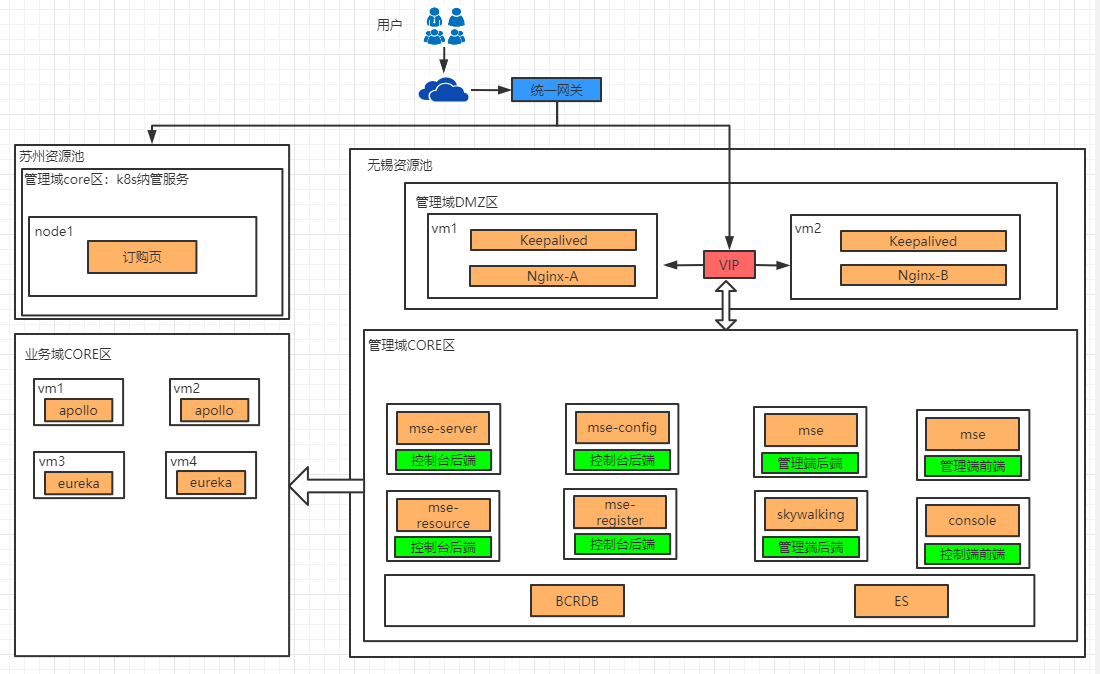 用户
统一网关
苏州资源池
管理域core区：k8s纳管服务
node1
订购页
无锡资源池
管理域DMZ区
vm1
Keepalived
Nginx-A
VIP
vm2
Keepalived
Nginx-B
业务域CORE区
vm1
apollo
vm2
apollo
vm3
eureka
vm4
eureka
管理域CORE区
mse-server
控制台后端
mse-config
控制台后端
mse
管理端后端
mse
管理端前端
mse-
resource
控制台后端
mse-
register
控制台后端
skywalking
管理端后端
console
控制端前端
BCRDB
ES